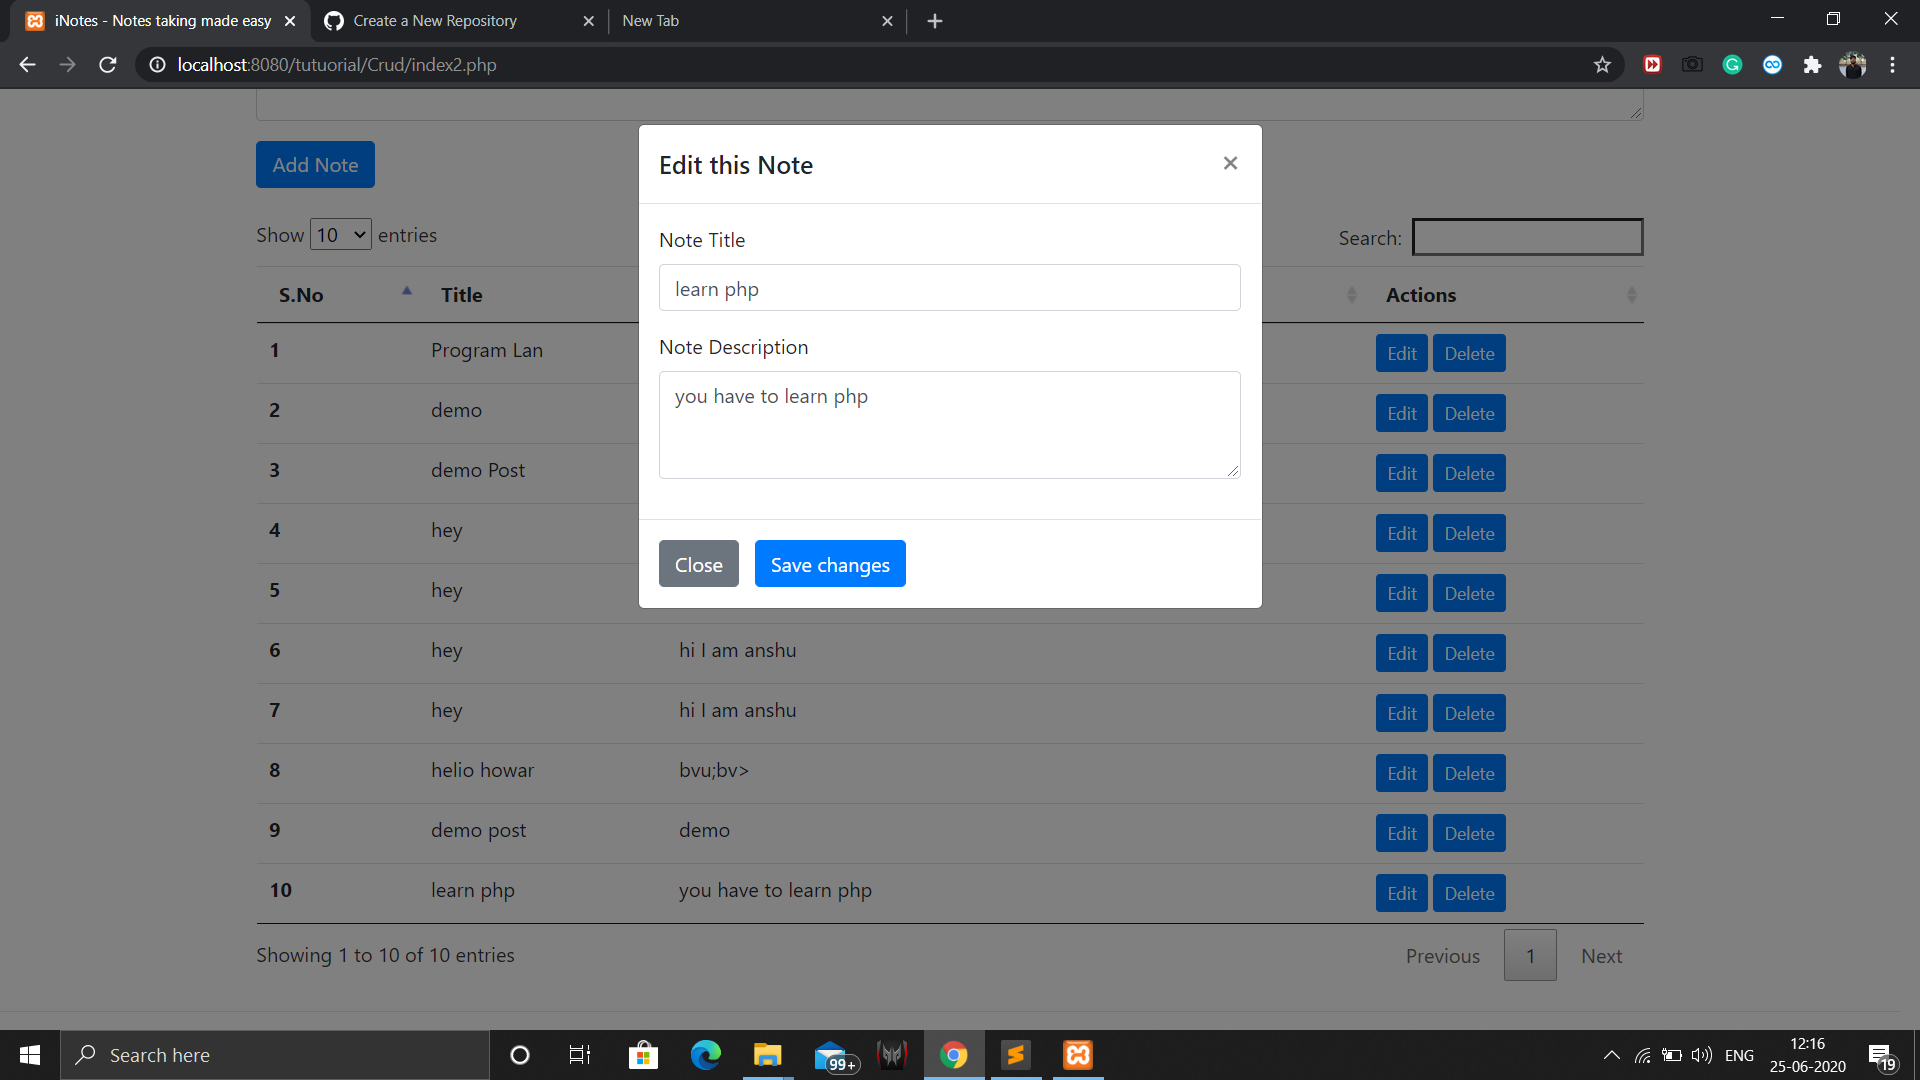 iNotes - Notes taking made easy
Create a New Repository
New Tab
localhost:8080/tutuorial/Crud/index2.php
Add Note
Edit this Note
×
Note Title
learn php
Note Description
you have to learn php
Close Save changes
Show 10 entries
Search:
S.No Title Actions
1 Program Lan Edit Delete
2 demo Edit Delete
3 demo Post Edit Delete
4 hey Edit Delete
5 hey Edit Delete
6 hey hi I am anshu Edit Delete
7 hey hi I am anshu Edit Delete
8 helio howar bvu;bv> Edit Delete
9 demo post demo Edit Delete
10 learn php you have to learn php Edit Delete
Showing 1 to 10 of 10 entries
Previous 1 Next
Search here
99+
ENG
12:16
25-06-2020
19